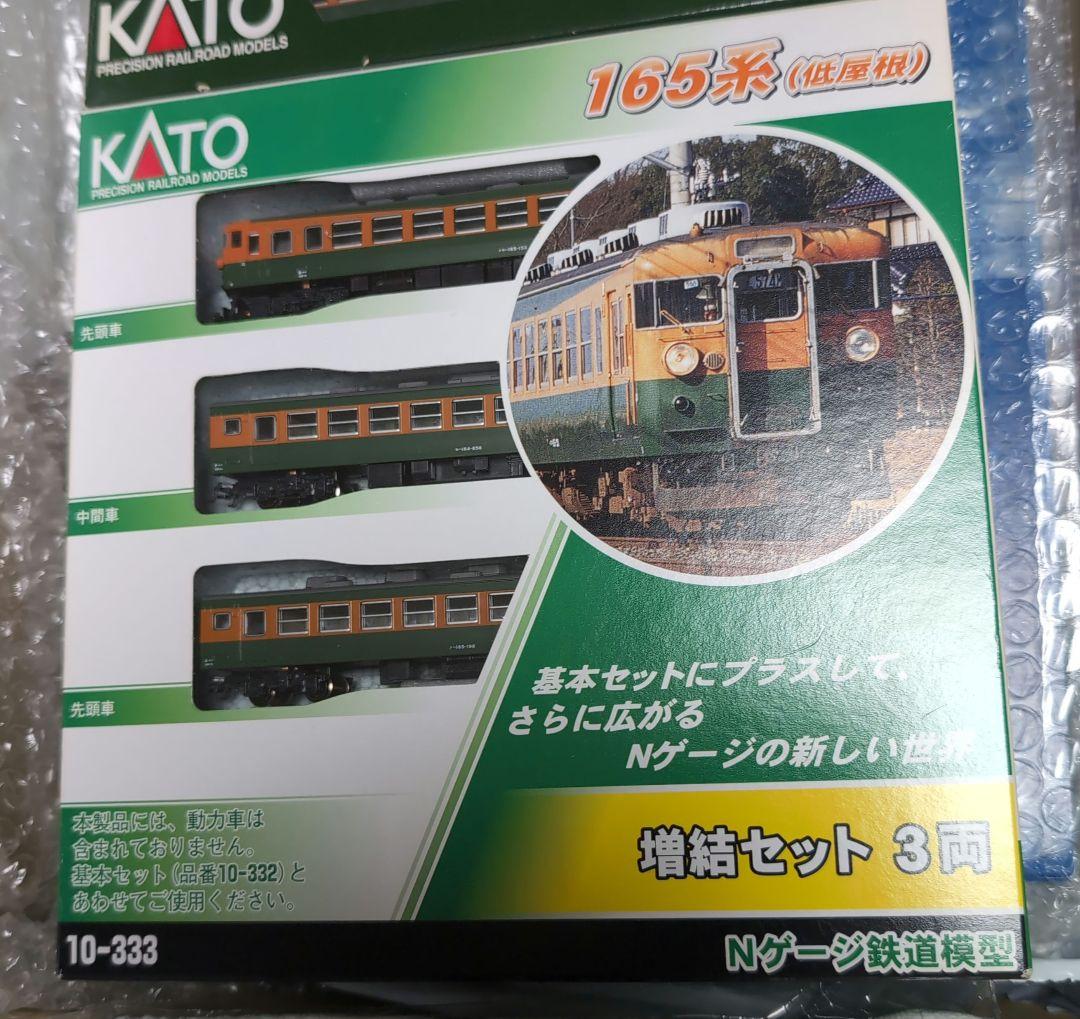 KATO
PRECISION RAILROAD MODELS
165系(低屋根)
KATO
PRECISION RAILROAD MODELS
先頭車
中間車
先頭車
基本セットにプラスして、
さらに広がる
Nゲージの新しい世界
本製品には、動力車は
含まれておりません。
基本セット(品番10-332)と
あわせてご使用ください。
増結セット 3両
10-333
Nゲージ鉄道模型